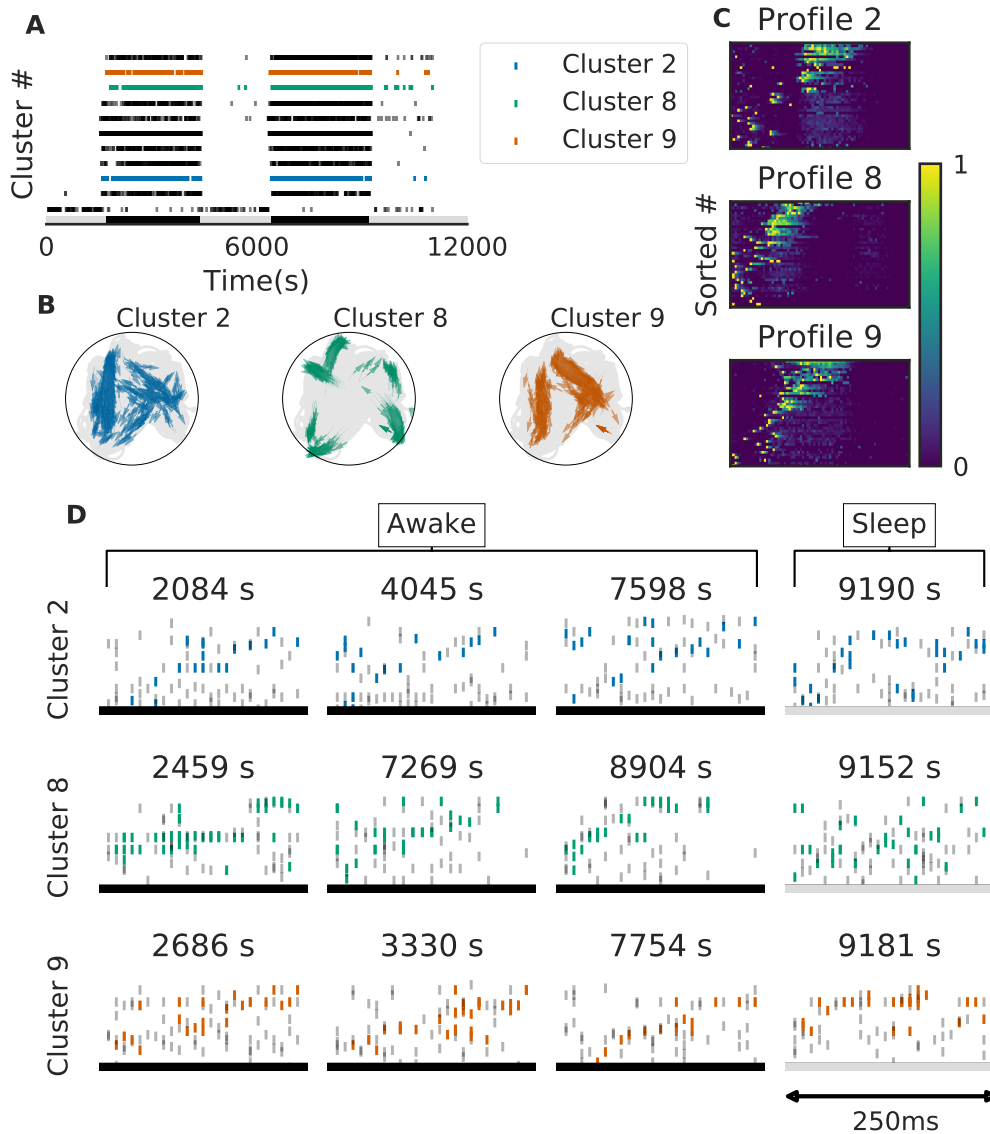 A
Cluster #
0
6000
12000
Time(s)
Cluster 2
Cluster 8
Cluster 9
B
Cluster 2
Cluster 8
Cluster 9
C
Profile 2
Profile 8
Profile 9
Sorted #
1
0
D
Awake
Sleep
Cluster 2
2084 s
4045 s
7598 s
9190 s
Cluster 8
2459 s
7269 s
8904 s
9152 s
Cluster 9
2686 s
3330 s
7754 s
9181 s
250ms